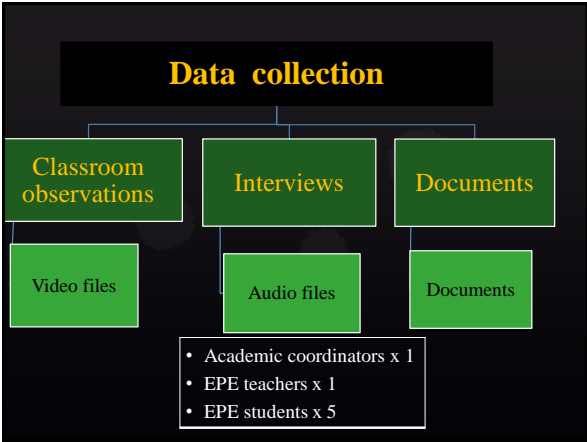 Data collection
Classroom
observations
Interviews
Documents
Video files
Audio files
Documents
• Academic coordinators x 1
• EPE teachers x 1
• EPE students x 5